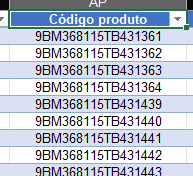 AP
Código produto
9BM368115TB431361
9BM368115TB431362
9BM368115TB431363
9BM368115TB431364
9BM368115TB431439
9BM368115TB431440
9BM368115TB431441
9BM368115TB431442
9BM368115TB431443